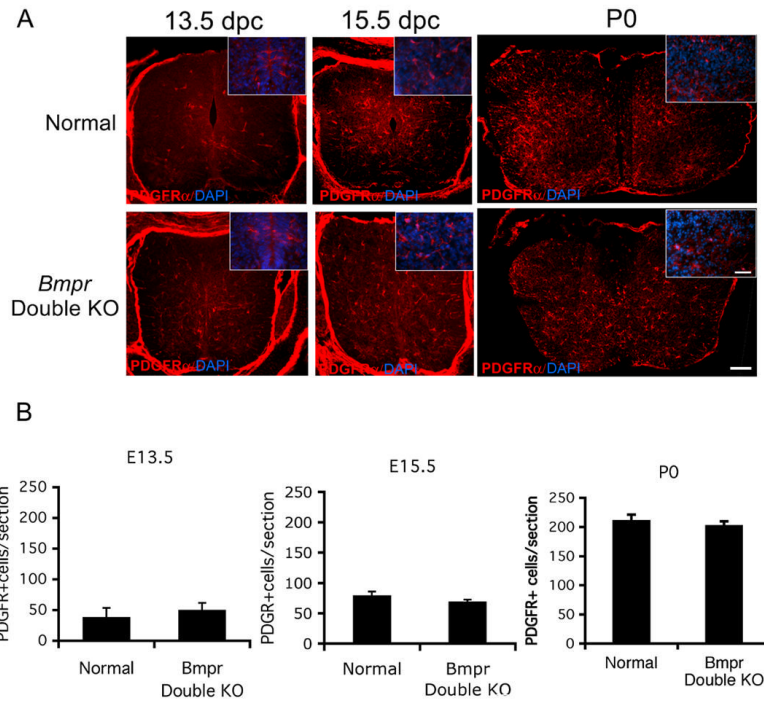 A
13.5 dpc
15.5 dpc
P0
Normal
PDGFRα/DAPI
PDGFRα/DAPI
PDGFRα/DAPI
Bmpr
Double KO
PDGFRα/DAPI
PDGFRα/DAPI
PDGFRα/DAPI
B
E13.5
PDGFR+cells/section
250
200
150
100
50
0
Normal
Bmpr
Double KO
E15.5
PDGR+cells/section
250
200
150
100
50
0
Normal
Bmpr
Double KO
P0
PDGFR+ cells/section
250
200
150
100
50
0
Normal
Bmpr
Double KO